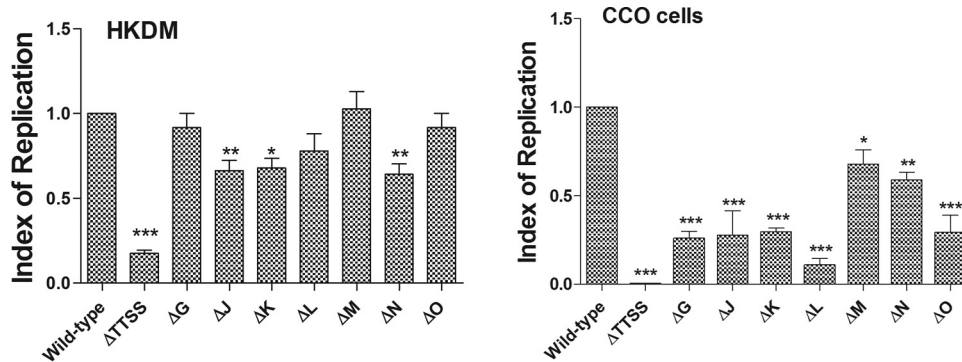 HKDM
Index of Replication
1.5
1.0
0.5
0.0
***
**
*
**
Wild-type
ΔTTSS
ΔG
ΔJ
ΔK
ΔL
ΔM
ΔN
ΔO
CCO cells
Index of Replication
1.5
1.0
0.5
0.0
***
***
***
***
***
*
**
***
Wild-type
ΔTTSS
ΔG
ΔJ
ΔK
ΔL
ΔM
ΔN
ΔO